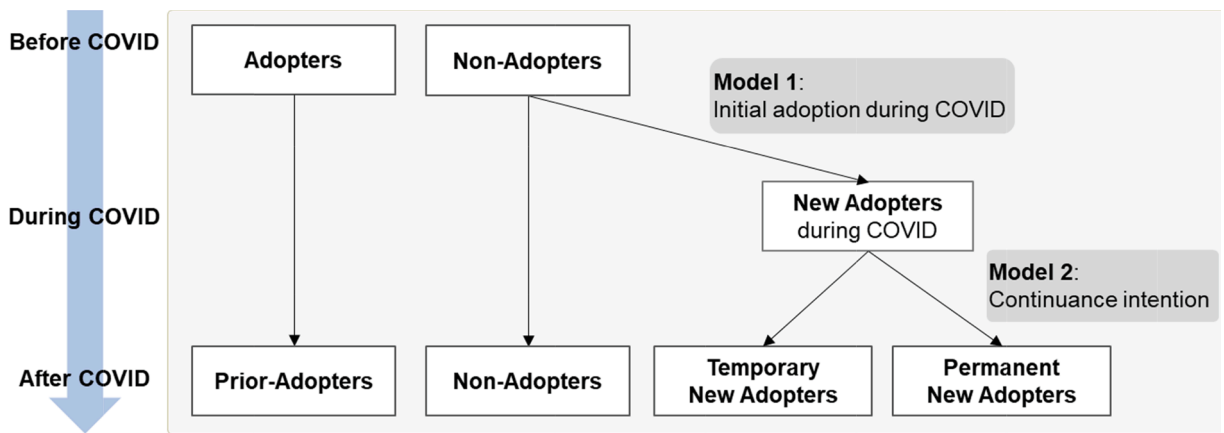 Before COVID
Adopters
Non-Adopters
Model 1:
Initial adoption during COVID
During COVID
New Adopters
during COVID
Model 2:
Continuance intention
After COVID
Prior-Adopters
Non-Adopters
Temporary
New Adopters
Permanent
New Adopters